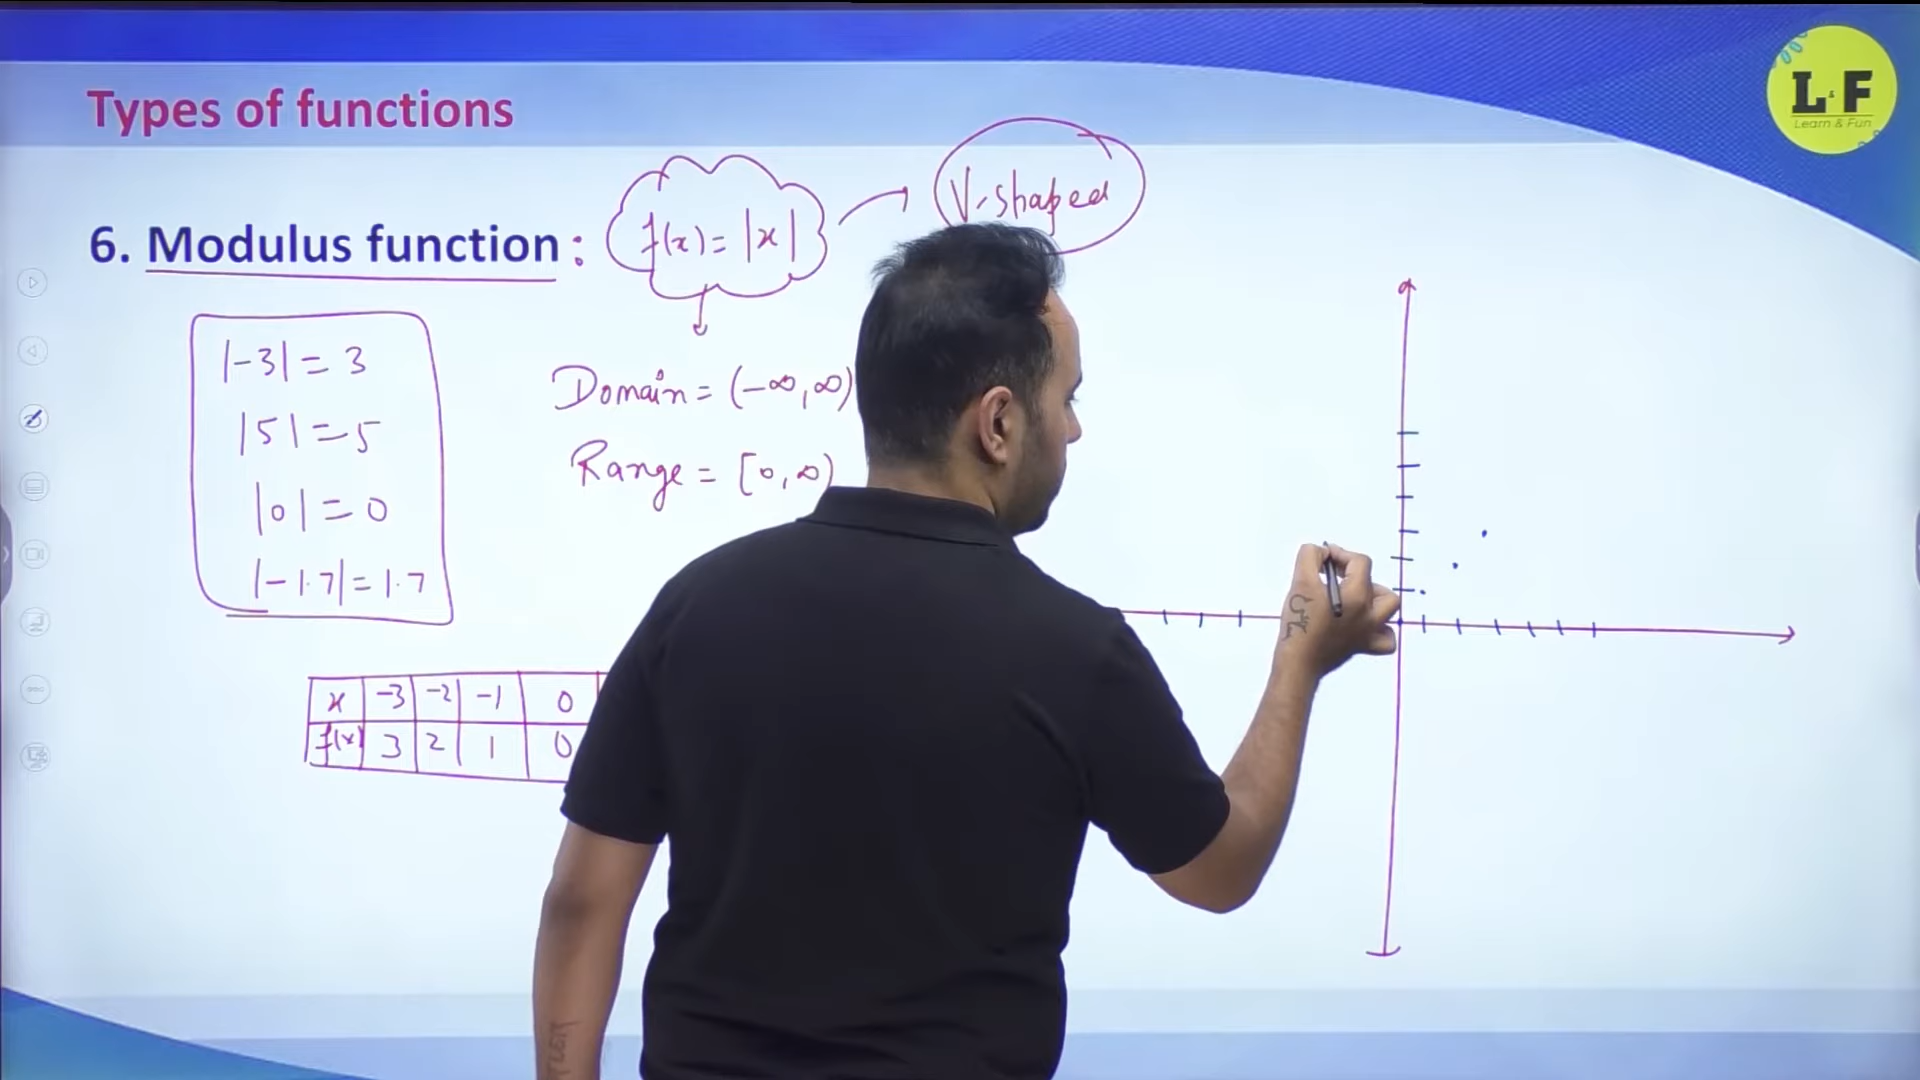 Types of functions
L&F
Learn & Fun
6. Modulus function : f(x) = |x|
V-shaped
|-3| = 3
|5| = 5
|0| = 0
|-1.7| = 1.7
Domain = (-∞, ∞)
Range = [0, ∞)
x -3 -2 -1 0
f(x) 3 2 1 0